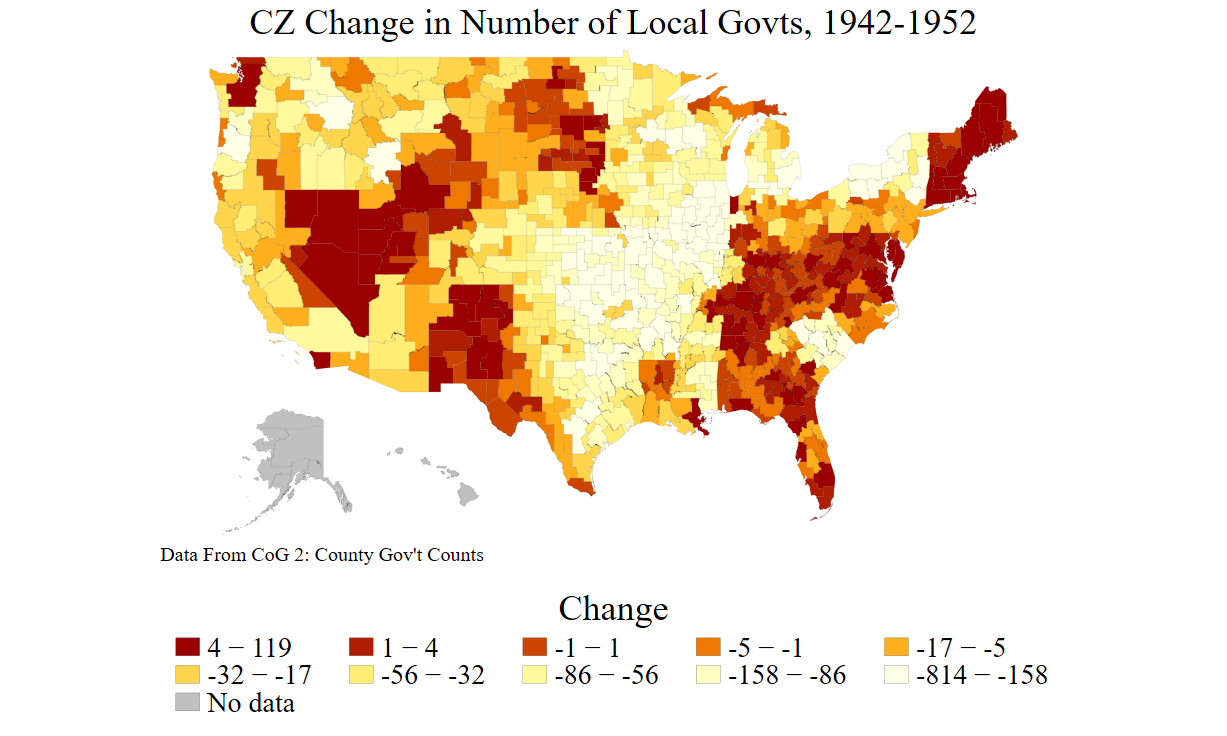 CZ Change in Number of Local Govts, 1942-1952
Data From CoG 2: County Gov't Counts
Change
4 − 119 1 − 4 -1 − 1 -5 − -1 -17 − -5
-32 − -17 -56 − -32 -86 − -56 -158 − -86 -814 − -158
No data